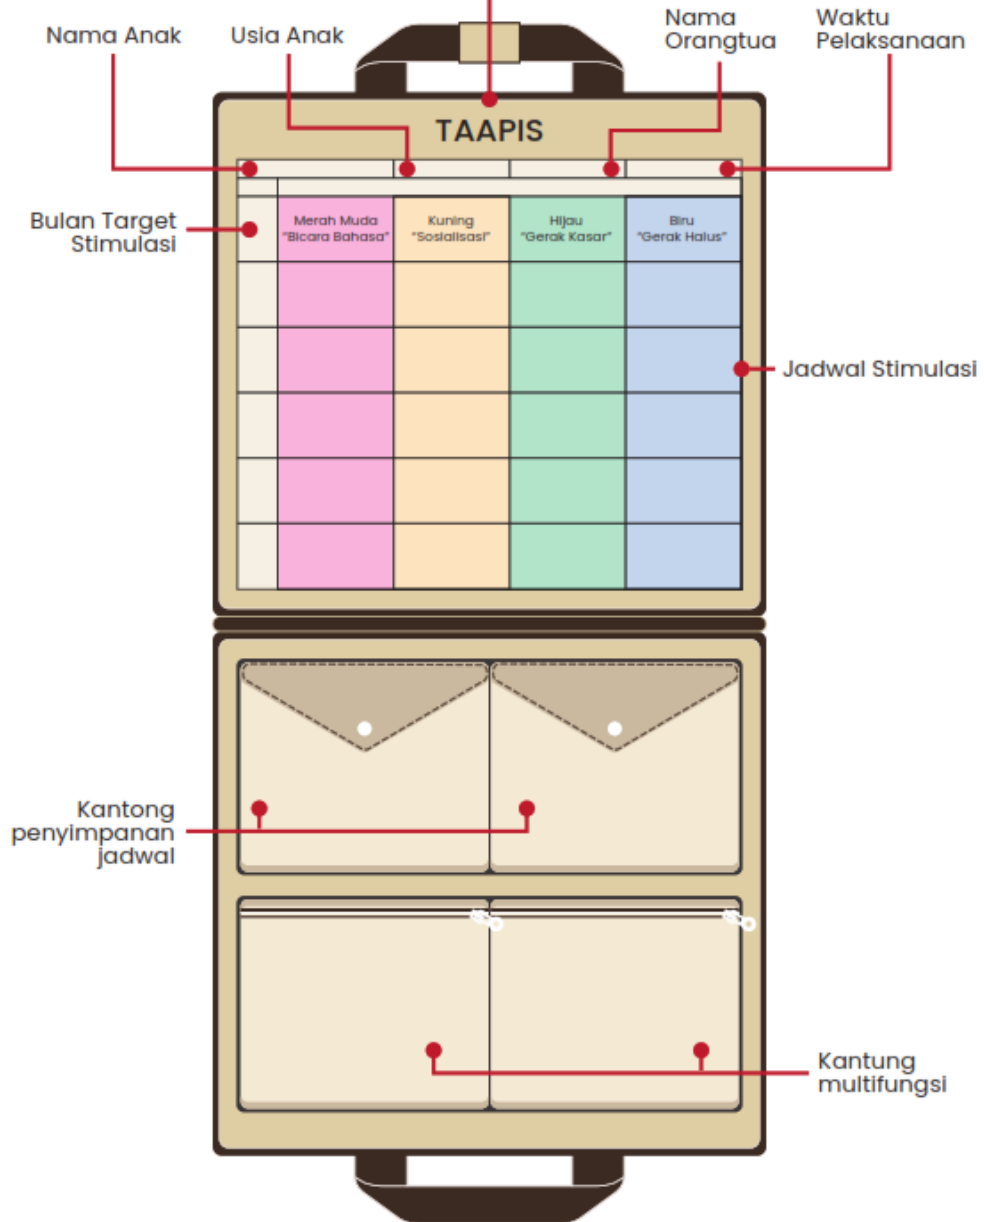 Nama Anak
Usia Anak
Nama
Orangtua
Waktu
Pelaksanaan
TAAPIS
Bulan Target
Stimulasi
Merah Muda
"Bicara Bahasa"
Kuning
"Sosialisasi"
Hijau
"Gerak Kasar"
Biru
"Gerak Halus"
Jadwal Stimulasi
Kantong
penyimpanan
jadwal
Kantung
multifungsi